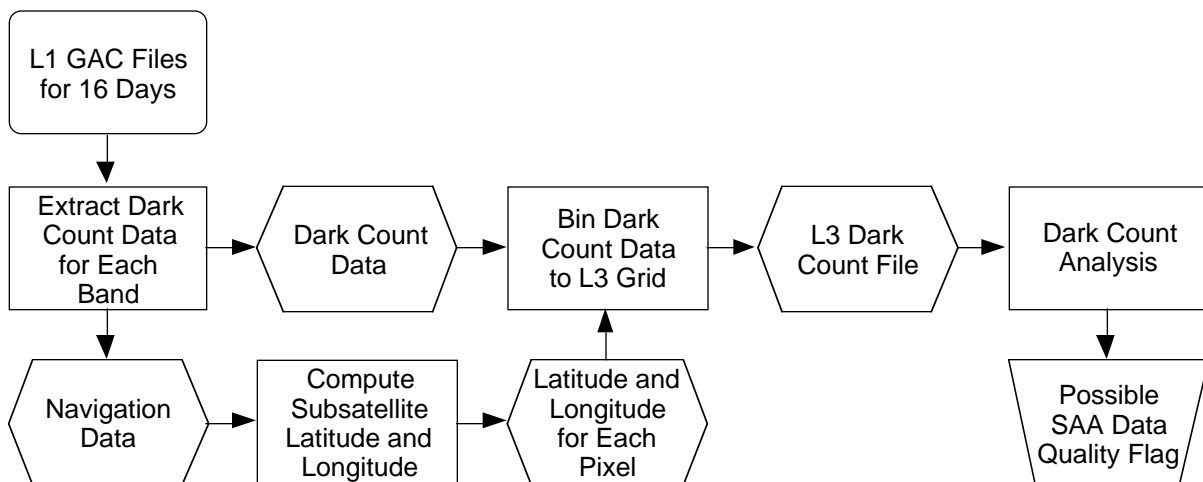 L1 GAC Files
for 16 Days
Extract Dark
Count Data
for Each
Band
Dark Count
Data
Bin Dark
Count Data
to L3 Grid
L3 Dark
Count File
Dark Count
Analysis
Navigation
Data
Compute
Subsatellite
Latitude and
Longitude
Latitude and
Longitude
for Each
Pixel
Possible
SAA Data
Quality Flag